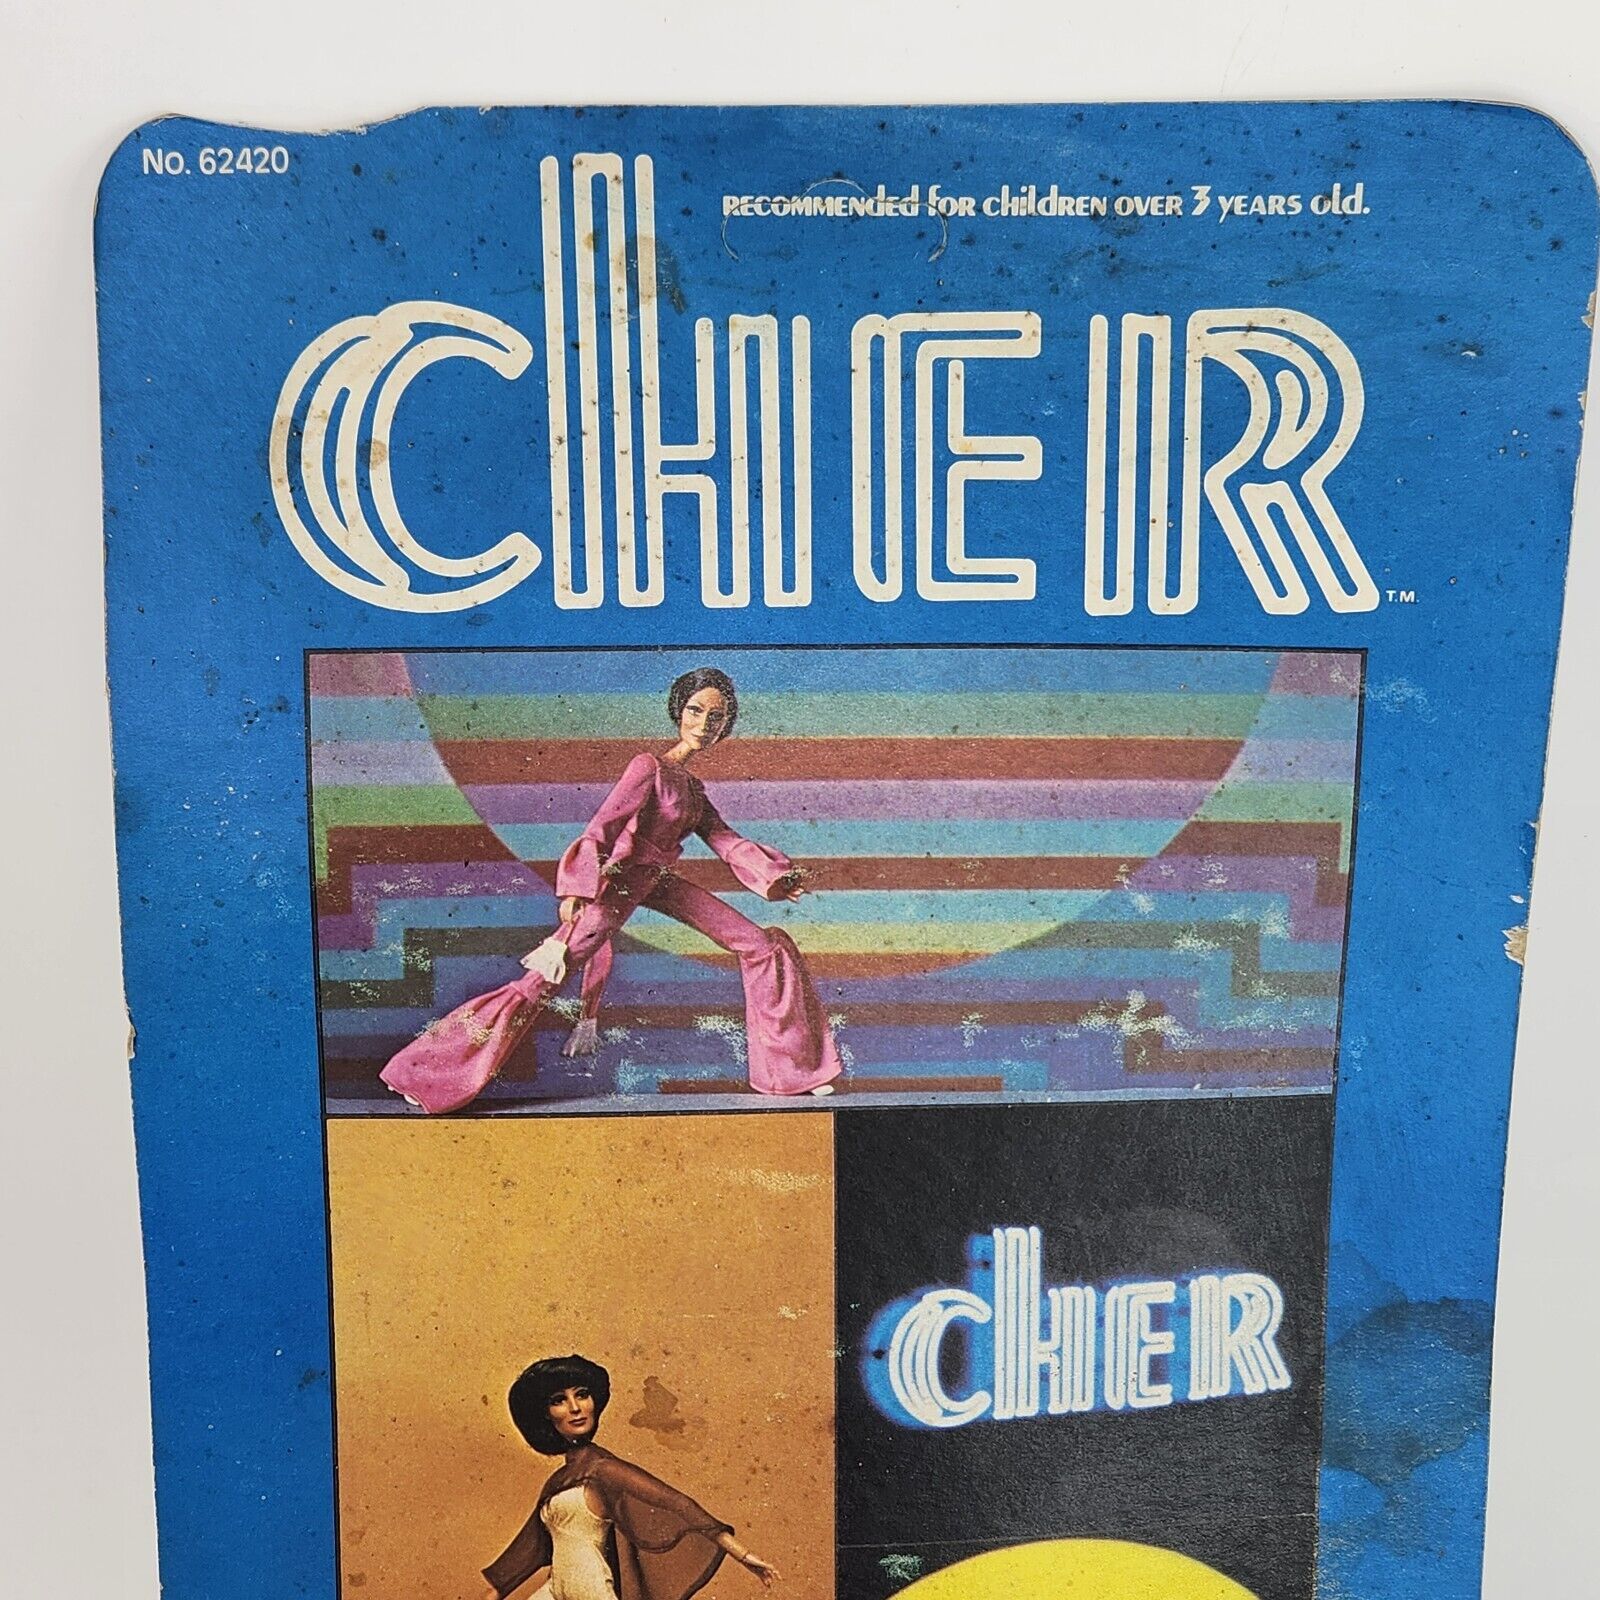 No. 62420
RECOMMENDED FOR CHILDREN OVER 3 YEARS OLD.
CHER T.M.
CHER